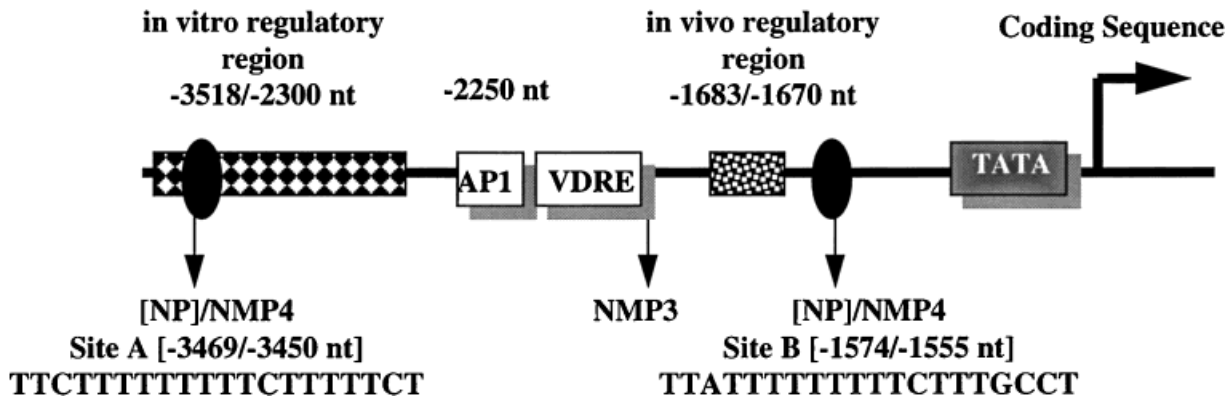 in vitro regulatory
region
-3518/-2300 nt
-2250 nt
in vivo regulatory
region
-1683/-1670 nt
Coding Sequence
AP1
VDRE
TATA
[NP]/NMP4
Site A [-3469/-3450 nt]
TTCTTTTTTTTTCTTTTTCT
NMP3
[NP]/NMP4
Site B [-1574/-1555 nt]
TTATTTTTTTTTCTTTGCCT